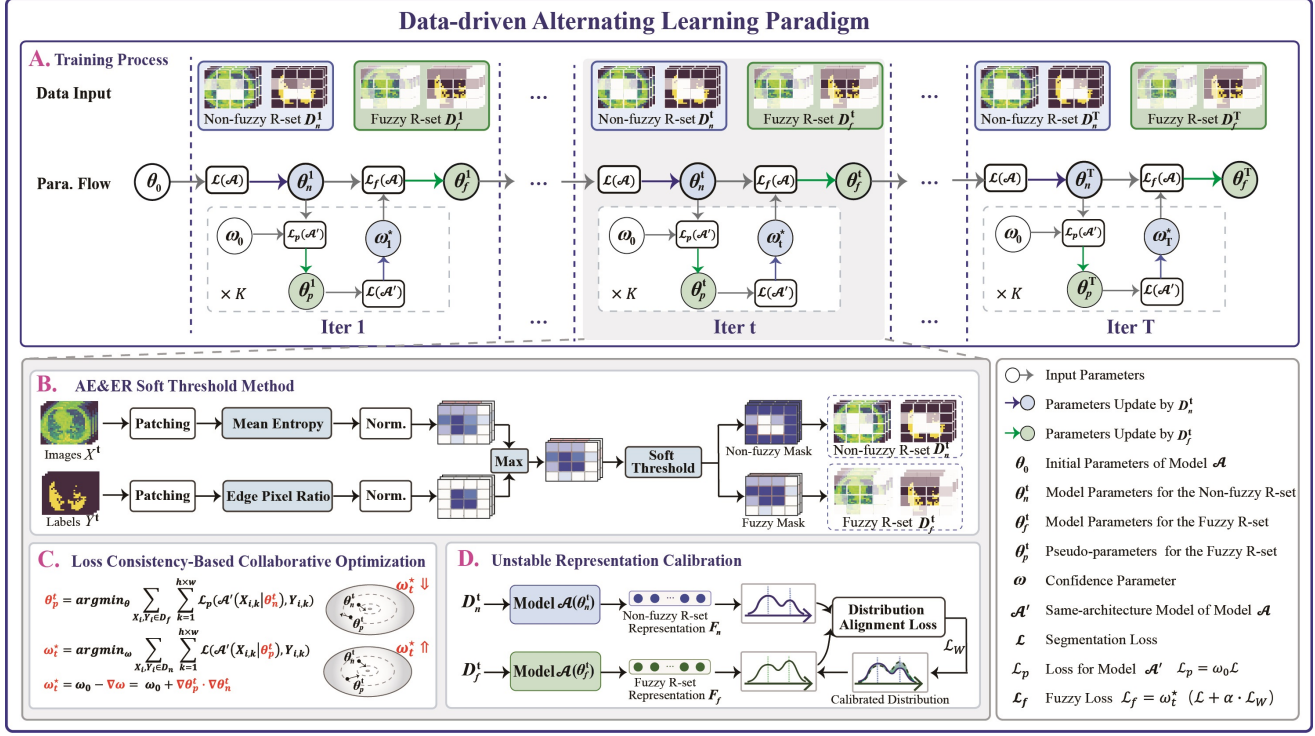 Data-driven Alternating Learning Paradigm
A. Training Process
Data Input
Non-fuzzy R-set D_n^1
Fuzzy R-set D_f^1
...
Non-fuzzy R-set D_n^t
Fuzzy R-set D_f^t
...
Non-fuzzy R-set D_n^T
Fuzzy R-set D_f^T
Para. Flow
θ_0
ℒ(𝒜)
θ_n^1
ℒ_f(𝒜)
θ_f^1
...
ℒ(𝒜)
θ_n^t
ℒ_f(𝒜)
θ_f^t
...
ℒ(𝒜)
θ_n^T
ℒ_f(𝒜)
θ_f^T
ω_0
ℒ_p(𝒜')
ω_1^*
ω_0
ℒ_p(𝒜')
ω_t^*
ω_0
ℒ_p(𝒜')
ω_T^*
× K
θ_p^1
ℒ(𝒜')
× K
θ_p^t
ℒ(𝒜')
× K
θ_p^T
ℒ(𝒜')
Iter 1
...
Iter t
...
Iter T
B. AE&ER Soft Threshold Method
Images X^t
Patching
Mean Entropy
Norm.
Labels Y^t
Patching
Edge Pixel Ratio
Norm.
Max
Soft
Threshold
Non-fuzzy Mask
Non-fuzzy R-set D_n^t
Fuzzy Mask
Fuzzy R-set D_f^t
C. Loss Consistency-Based Collaborative Optimization
θ_p^t = argmin_θ ∑_{X_i,Y_i∈D_f} ∑_{k=1}^{h×w} ℒ_p(𝒜'(X_{i,k}|θ_n^t),Y_{i,k})
ω_t^* = argmin_ω ∑_{X_i,Y_i∈D_n} ∑_{k=1}^{h×w} ℒ(𝒜'(X_{i,k}|θ_p^t),Y_{i,k})
ω_t^* = ω_0 − ∇ω = ω_0 + ∇θ_p^t · ∇θ_n^t
ω_t^* ⇓
θ_n^t
θ_p^t
ω_t^* ⇑
θ_n^t
θ_p^t
D. Unstable Representation Calibration
D_n^t
Model 𝒜(θ_n^t)
Non-fuzzy R-set
Representation F_n
D_f^t
Model 𝒜(θ_f^t)
Fuzzy R-set
Representation F_f
Distribution
Alignment Loss
ℒ_W
Calibrated Distribution
Input Parameters
Parameters Update by D_n^t
Parameters Update by D_f^t
θ_0 Initial Parameters of Model 𝒜
θ_n^t Model Parameters for the Non-fuzzy R-set
θ_f^t Model Parameters for the Fuzzy R-set
θ_p^t Pseudo-parameters for the Fuzzy R-set
ω Confidence Parameter
𝒜' Same-architecture Model of Model 𝒜
ℒ Segmentation Loss
ℒ_p Loss for Model 𝒜' ℒ_p = ω_0ℒ
ℒ_f Fuzzy Loss ℒ_f = ω_t^* (ℒ + α · ℒ_W)